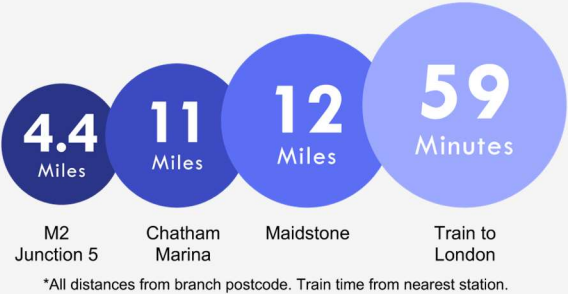 4.4
Miles
11
Miles
12
Miles
59
Minutes
M2
Junction 5
Chatham
Marina
Maidstone
Train to
London
*All distances from branch postcode. Train time from nearest station.